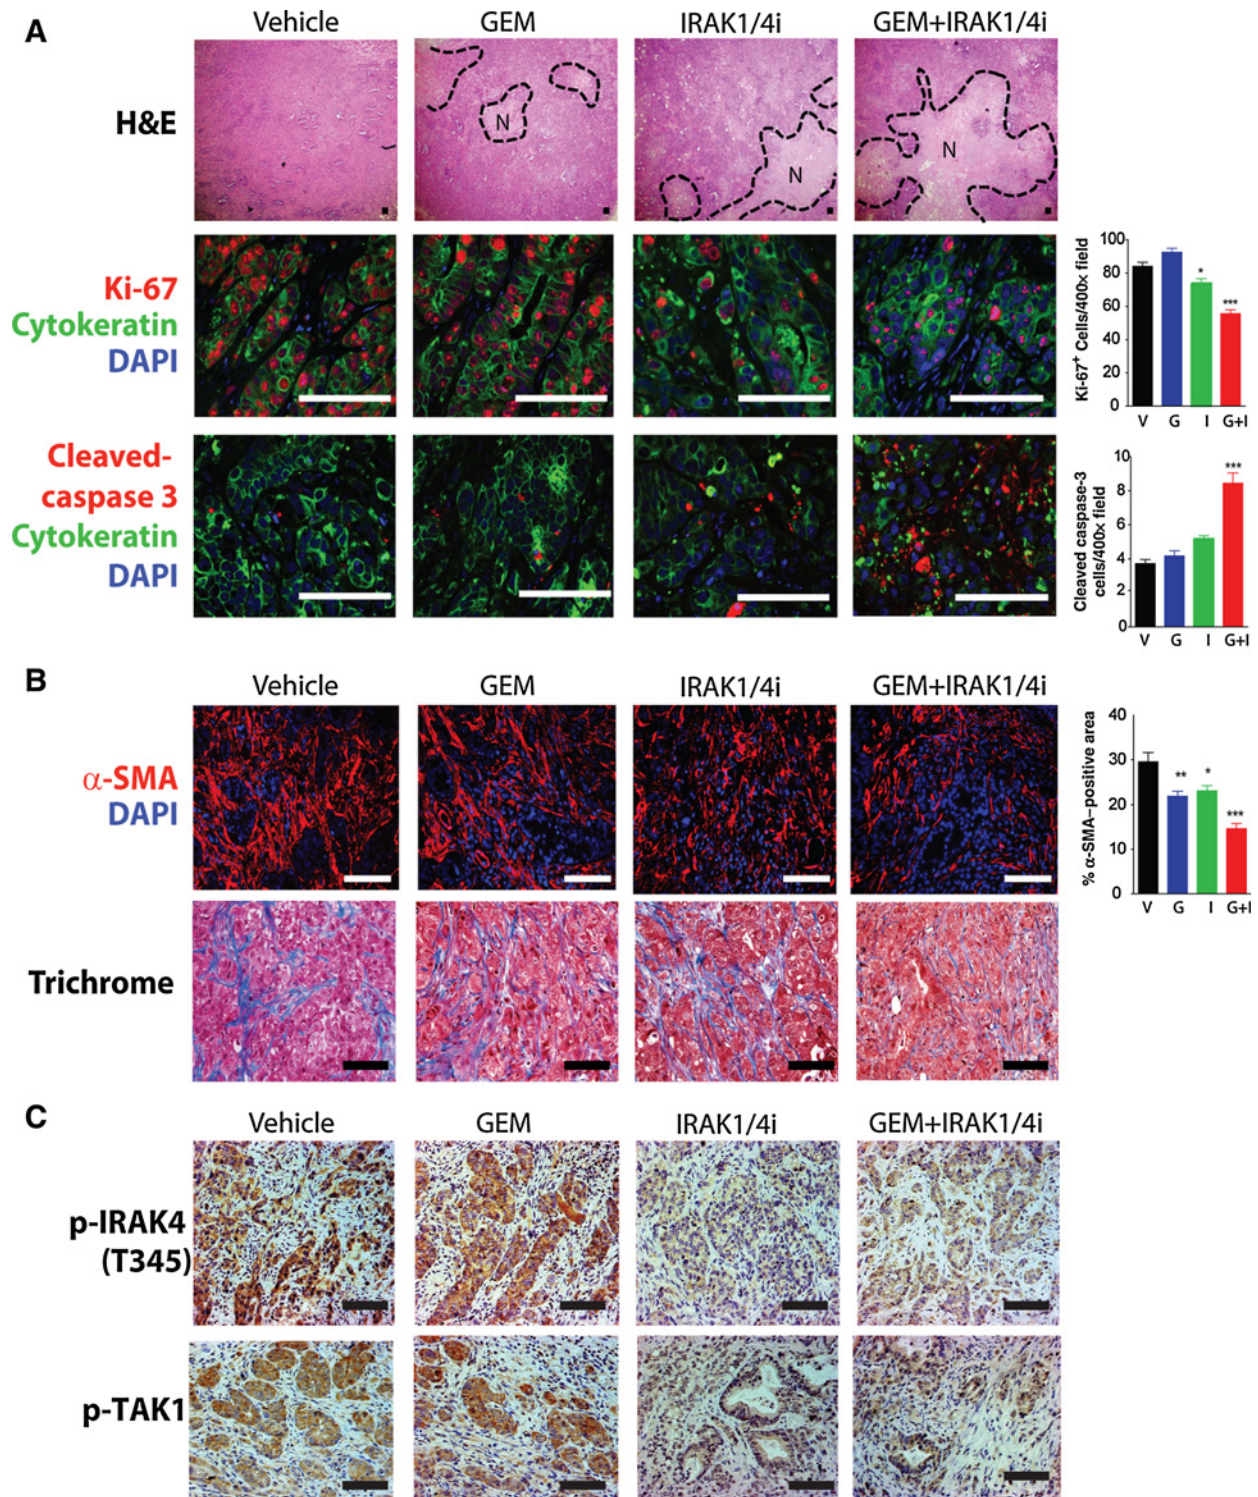 A
Vehicle GEM IRAK1/4i GEM+IRAK1/4i
H&E
N
N
N
Ki-67
Cytokeratin
DAPI
Ki-67+ Cells/400x field
100
80
60
40
20
0
*
***
V G I G+I
Cleaved-
caspase 3
Cytokeratin
DAPI
Cleaved caspase-3
cells/400x field
10
8
6
4
2
0
***
V G I G+I
B
Vehicle GEM IRAK1/4i GEM+IRAK1/4i
α-SMA
DAPI
% α-SMA–positive area
40
30
20
10
0
**
*
***
V G I G+I
Trichrome
C
Vehicle GEM IRAK1/4i GEM+IRAK1/4i
p-IRAK4
(T345)
p-TAK1